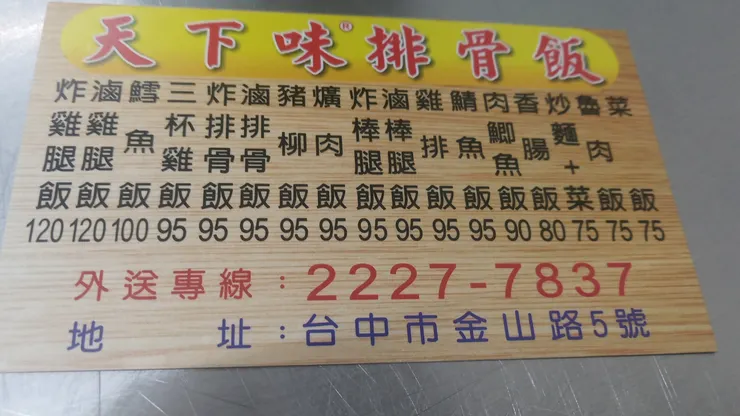 天下味®排骨飯
炸雞腿飯 120
滷雞腿飯 120
鱈魚飯 100
三杯雞飯 95
炸排骨飯 95
滷排骨飯 95
豬柳飯 95
爌肉飯 95
炸棒腿飯 95
滷棒腿飯 95
雞排飯 95
鯖魚飯 95
肉鯽魚飯 90
香腸飯 80
炒麵+菜 75
魯肉飯 75
菜飯 75
外送專線：2227-7837
地址：台中市金山路5號